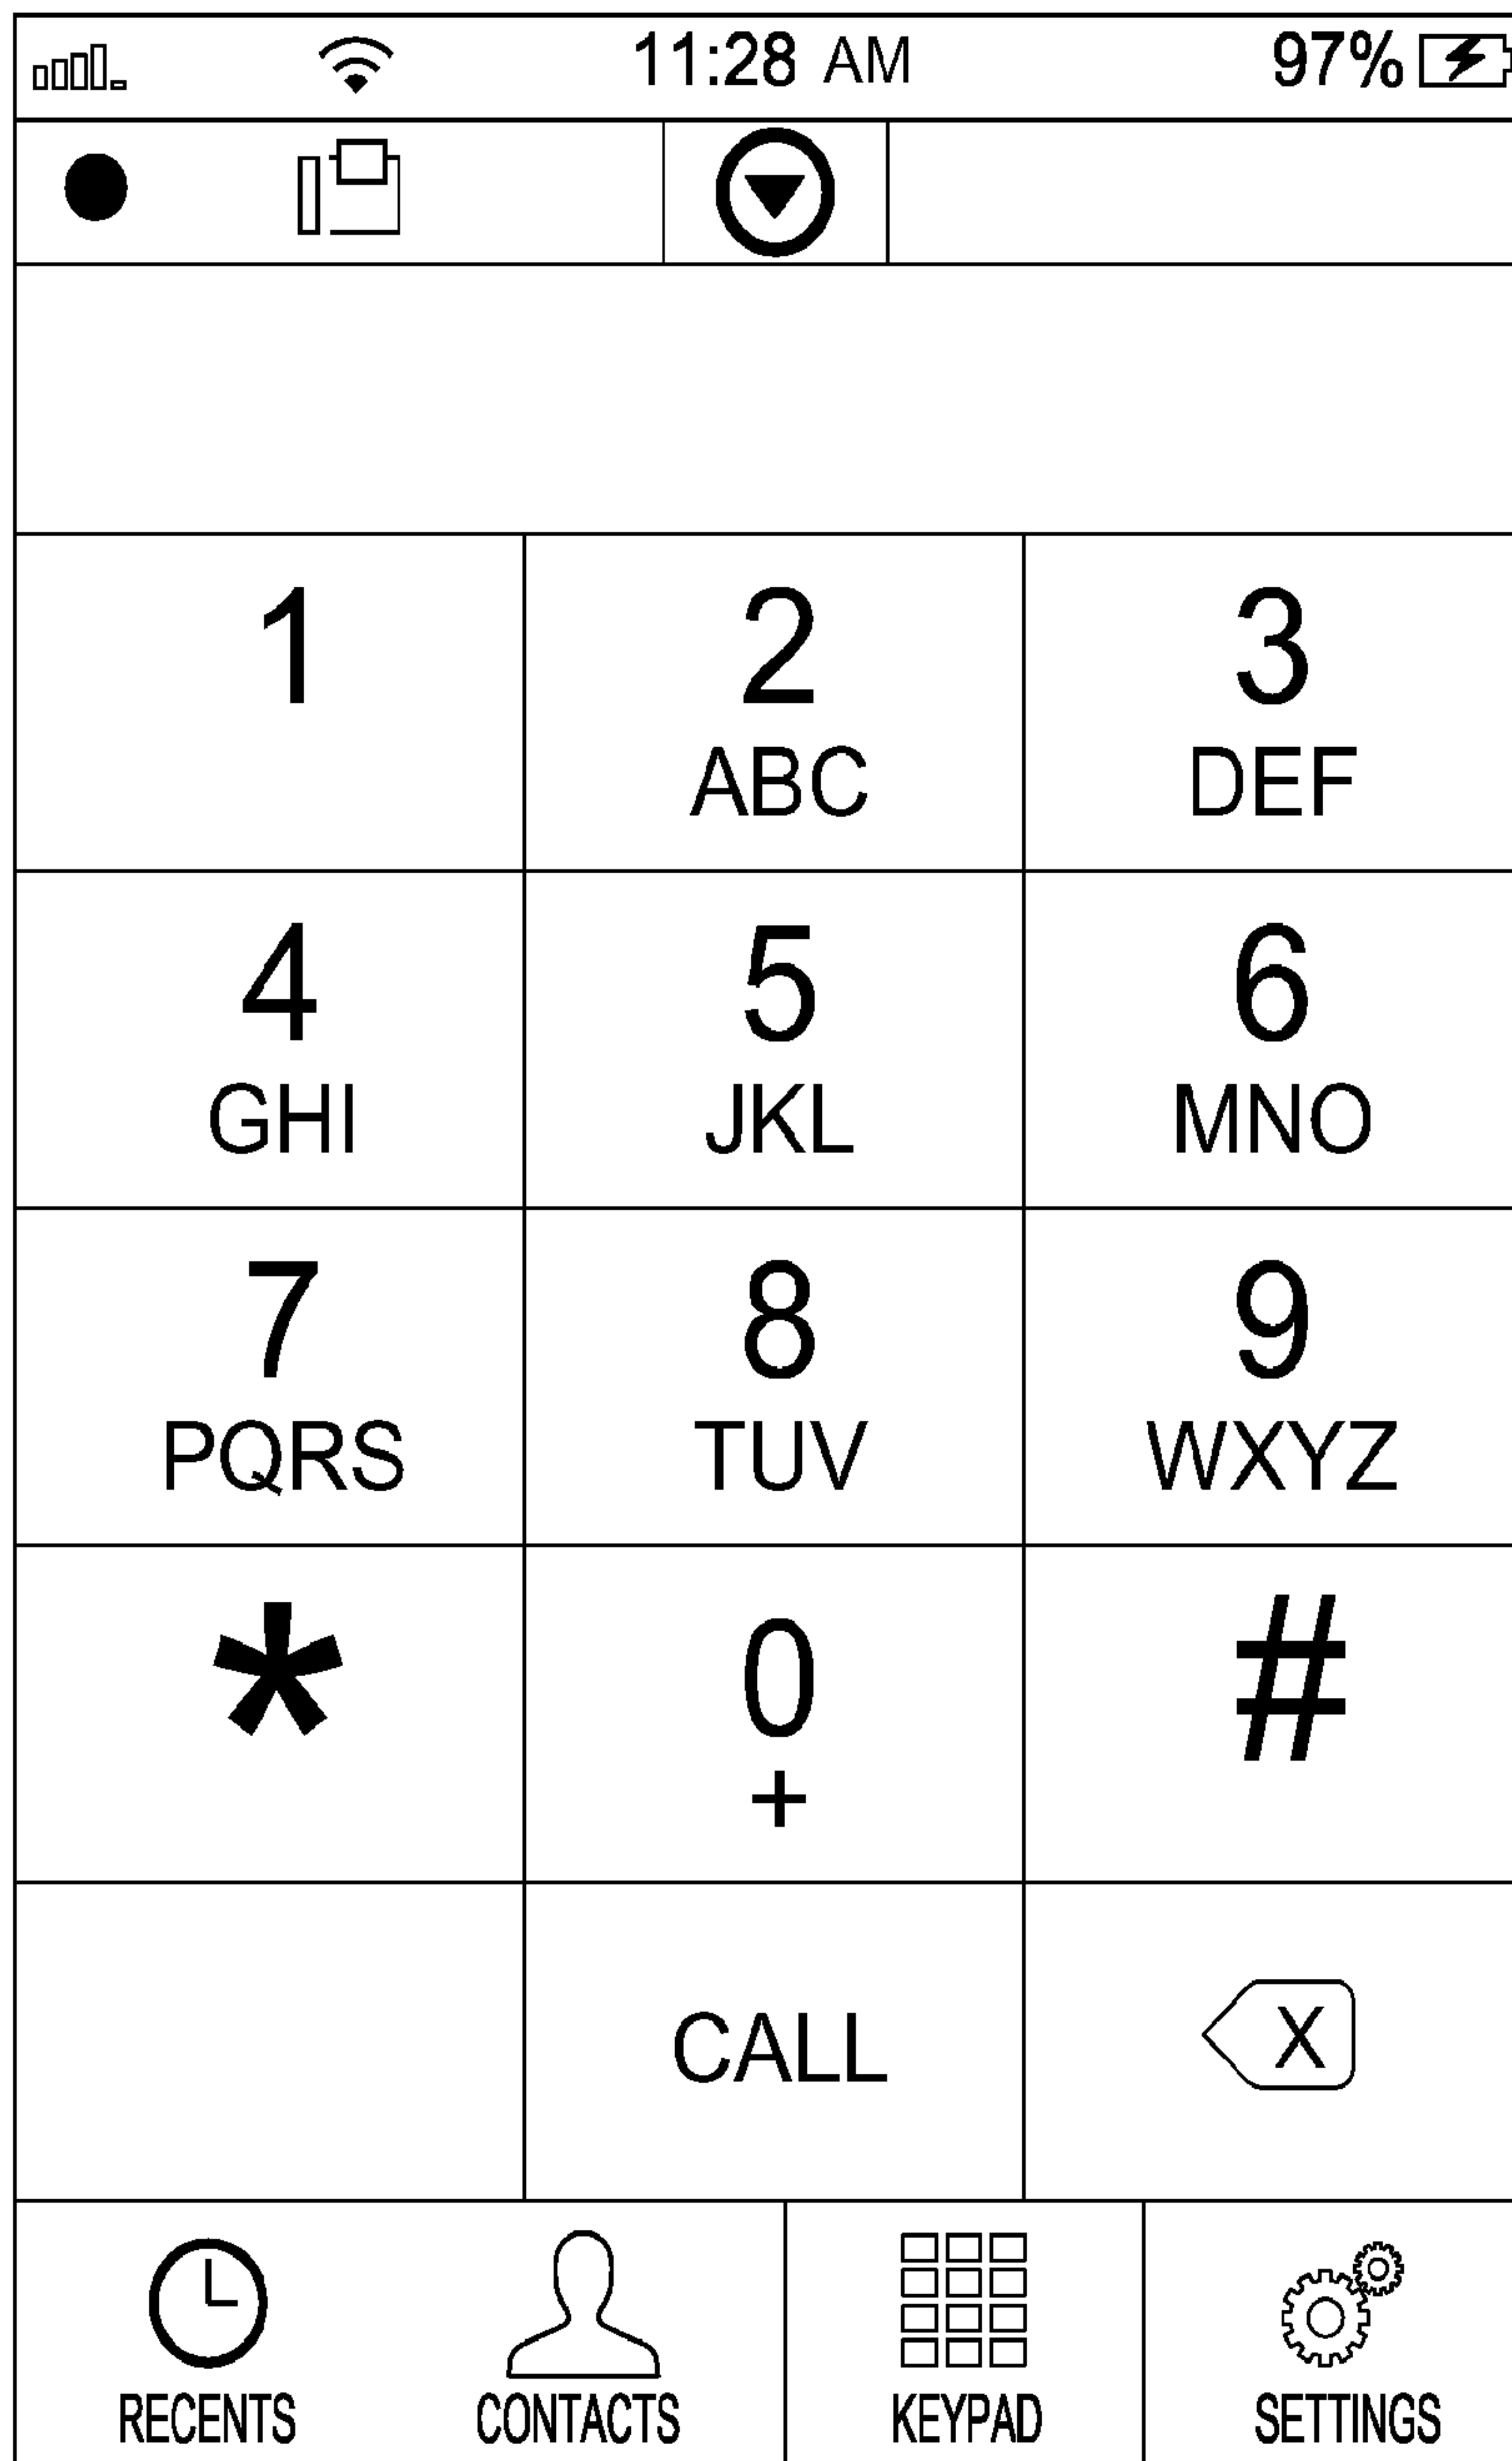 11:28 AM 97%
1 2 3
ABC DEF
4 5 6
GHI JKL MNO
7 8 9
PQRS TUV WXYZ
* 0 #
+
CALL X
RECENTS CONTACTS KEYPAD SETTINGS